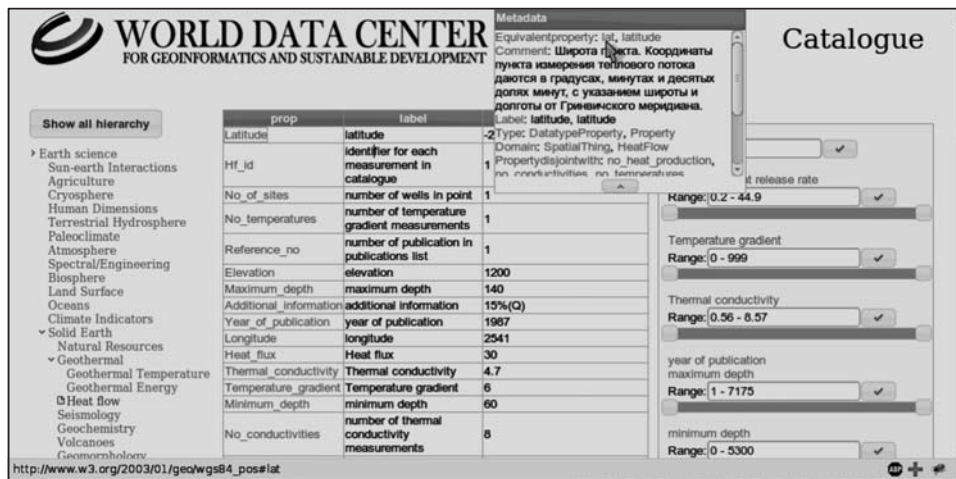 WORLD DATA CENTER
FOR GEOINFORMATICS AND SUSTAINABLE DEVELOPMENT
Catalogue
Metadata
Equivalentproperty: lat, latitude
Comment: Широта пункта. Координаты
пункта измерения теплового потока
даются в градусах, минутах и десятых
долях минут, с указанием широты и
долготы от Гринвичского меридиана.
Label: latitude, latitude
Type: DatatypeProperty, Property
Domain: SpatialThing, HeatFlow
Propertydisjointwith: no_heat_production,
no_conductivities, no_temperatures
Show all hierarchy
Earth science
Sun-earth Interactions
Agriculture
Cryosphere
Human Dimensions
Terrestrial Hydrosphere
Paleoclimate
Atmosphere
Spectral/Engineering
Biosphere
Land Surface
Oceans
Climate Indicators
Solid Earth
Natural Resources
Geothermal
Geothermal Temperature
Geothermal Energy
Heat flow
Seismology
Geochemistry
Volcanoes
Geomorphology
prop label
Latitude latitude -2
Hf_id identifier for each
measurement in
catalogue 1
No_of_sites number of wells in point 1
No_temperatures number of temperature
gradient measurements 1
Reference_no number of publication in
publications list 1
Elevation elevation 1200
Maximum_depth maximum depth 140
Additional_information additional information 15%(Q)
Year_of_publication year of publication 1987
Longitude longitude 2541
Heat_flux Heat flux 30
Thermal_conductivity Thermal conductivity 4.7
Temperature_gradient Temperature gradient 6
Minimum_depth minimum depth 60
No_conductivities number of thermal
conductivity
measurements 8
t release rate
Range: 0.2 - 44.9
Temperature gradient
Range: 0 - 999
Thermal conductivity
Range: 0.56 - 8.57
year of publication
maximum depth
Range: 1 - 7175
minimum depth
Range: 0 - 5300
http://www.w3.org/2003/01/geo/wgs84_pos#lat
ABP